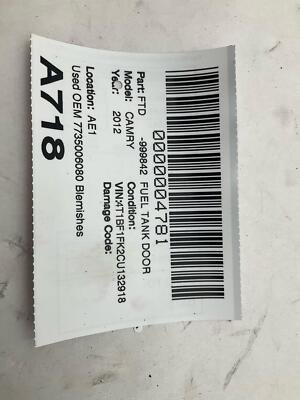 0000004781
Part: FTD -999842 FUEL TANK DOOR
Model: CAMRY Condition:
Year: 2012 VIN:4T1BF1FK2CU132918
Damage Code:
Location: AE1
Used OEM 7735006080 Blemishes
A718